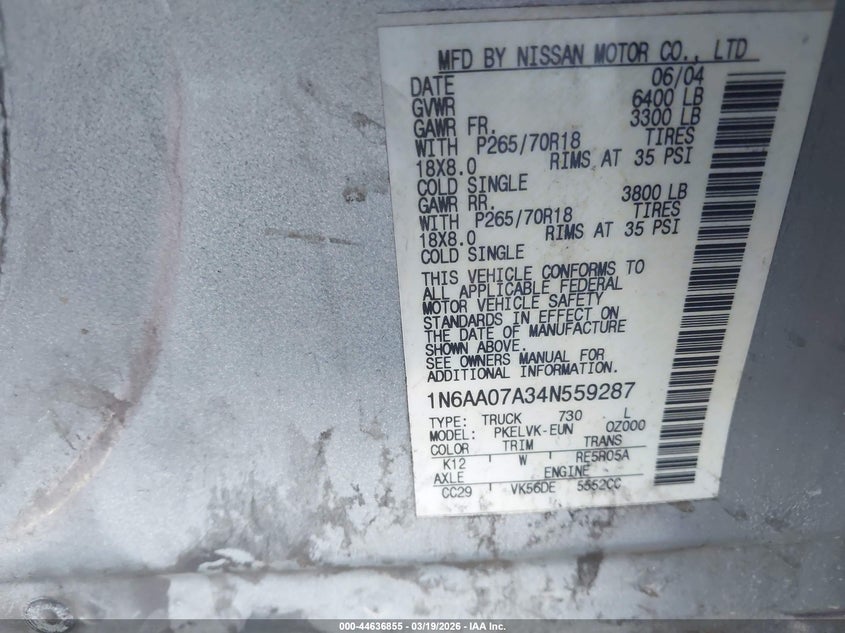 MFD BY NISSAN MOTOR CO., LTD
DATE 06/04
GVWR 6400 LB
GAWR FR. 3300 LB
WITH P265/70R18 TIRES
18X8.0 RIMS AT 35 PSI
COLD SINGLE
GAWR RR. 3800 LB
WITH P265/70R18 TIRES
18X8.0 RIMS AT 35 PSI
COLD SINGLE
THIS VEHICLE CONFORMS TO
ALL APPLICABLE FEDERAL
MOTOR VEHICLE SAFETY
STANDARDS IN EFFECT ON
THE DATE OF MANUFACTURE
SHOWN ABOVE.
SEE OWNERS MANUAL FOR
ADDITIONAL INFORMATION.
1N6AA07A34N559287
TYPE: TRUCK 730 L
MODEL: PKELVK-EUN 0Z000
COLOR TRIM TRANS
K12 W RE5R05A
AXLE ENGINE
CC29 VK56DE 5552CC
000-44636855 - 03/19/2026 - IAA Inc.